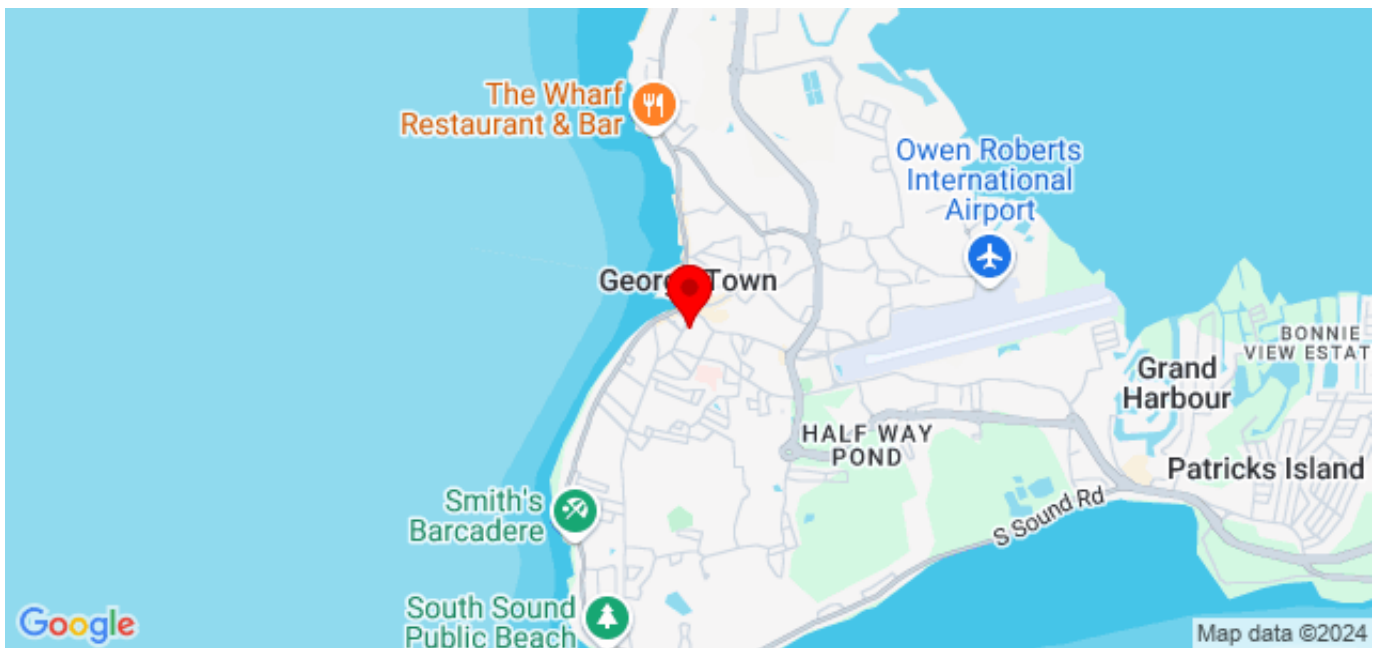 The Wharf
Restaurant & Bar
Owen Roberts
International
Airport
George Town
BONNIE
VIEW ESTAT
Grand
Harbour
HALF WAY
POND
Patricks Island
Smith's
Barcadere
S Sound Rd
South Sound
Public Beach
Google
Map data ©2024